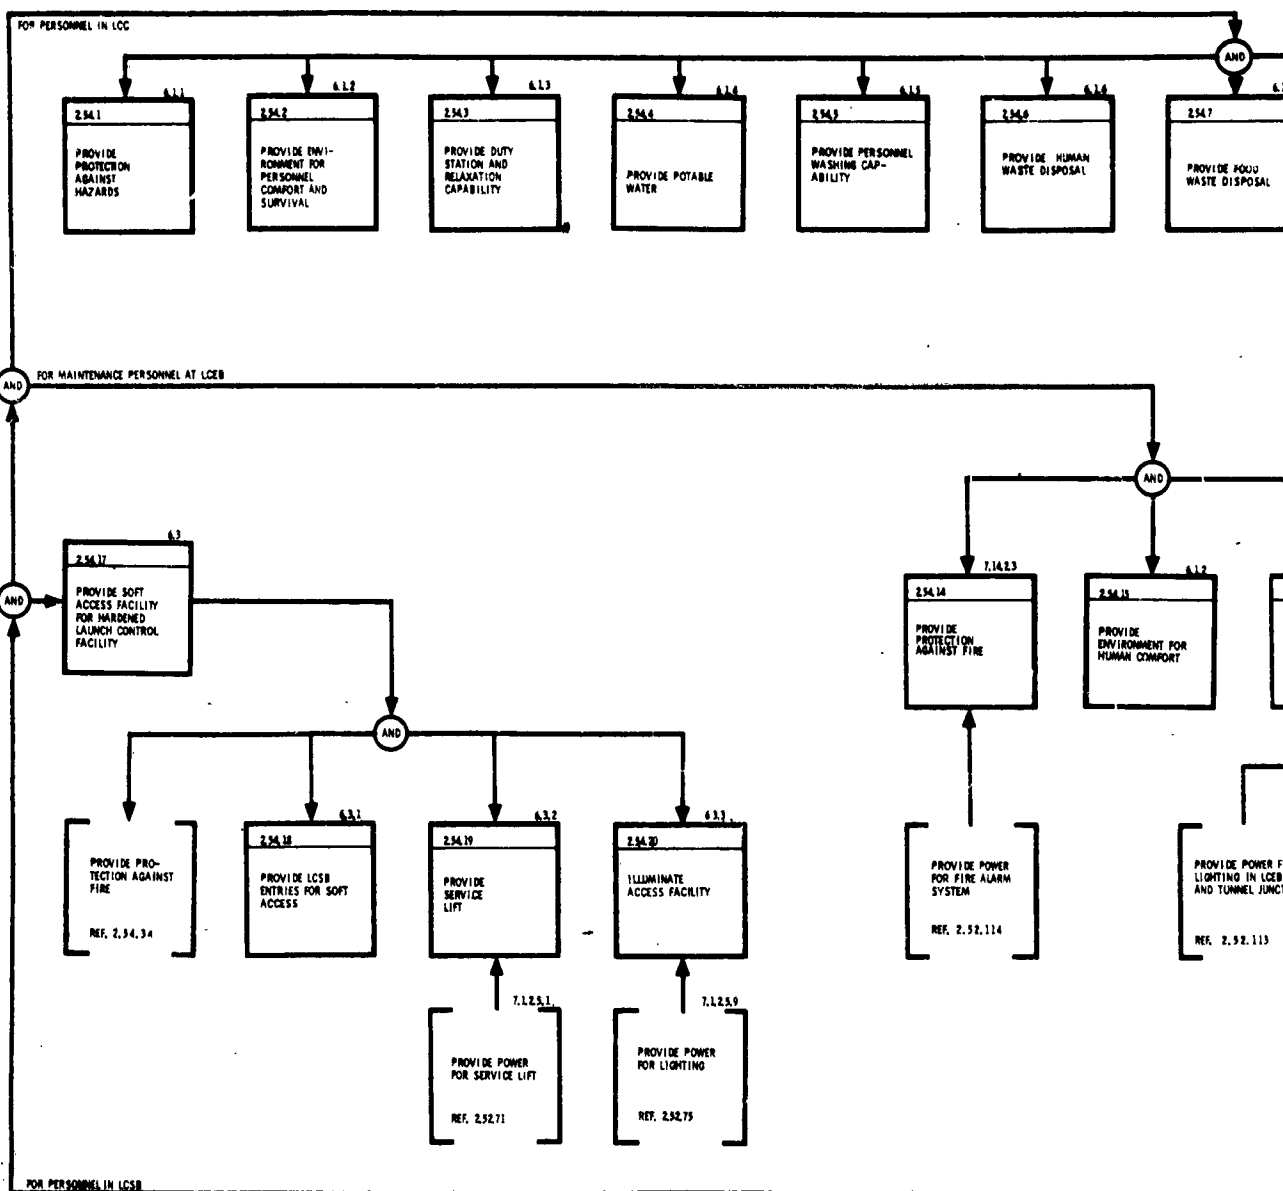 FOR PERSONNEL IN LCC
AND
6.1.1
2.54.1
PROVIDE
PROTECTION
AGAINST
HAZARDS
6.1.2
2.54.2
PROVIDE ENVI-
RONMENT FOR
PERSONNEL
COMFORT AND
SURVIVAL
6.1.3
2.54.3
PROVIDE DUTY
STATION AND
RELAXATION
CAPABILITY
6.1.4
2.54.4
PROVIDE POTABLE
WATER
6.1.5
2.54.5
PROVIDE PERSONNEL
WASHING CAP-
ABILITY
6.1.6
2.54.6
PROVIDE HUMAN
WASTE DISPOSAL
2.54.7
PROVIDE FOOD
WASTE DISPOSAL
AND
FOR MAINTENANCE PERSONNEL AT LCEB
AND
6.3
2.54.17
PROVIDE SOFT
ACCESS FACILITY
FOR HARDENED
LAUNCH CONTROL
FACILITY
AND
7.14.2.3
2.54.14
PROVIDE
PROTECTION
AGAINST FIRE
6.1.2
2.54.15
PROVIDE
ENVIRONMENT FOR
HUMAN COMFORT
AND
PROVIDE PRO-
TECTION AGAINST
FIRE
REF. 2.54.34
6.3.1
2.54.18
PROVIDE LCSB
ENTRIES FOR SOFT
ACCESS
6.3.2
2.54.19
PROVIDE
SERVICE
LIFT
6.3.3
2.54.20
ILLUMINATE
ACCESS FACILITY
PROVIDE POWER
FOR FIRE ALARM
SYSTEM
REF. 2.52.114
PROVIDE POWER F
LIGHTING IN LCEB
AND TUNNEL JUNCT
REF. 2.52.113
7.1.2.5.1
PROVIDE POWER
FOR SERVICE LIFT
REF. 2.52.71
7.1.2.5.9
PROVIDE POWER
FOR LIGHTING
REF. 2.52.75
FOR PERSONNEL IN LCSB